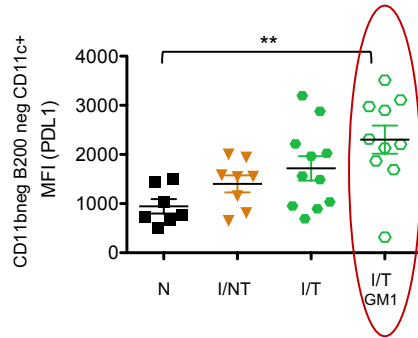 CD11bneg B200 neg CD11c+
MFI (PDL1)
**
4000
3000
2000
1000
0
N
I/NT
I/T
I/T
GM1